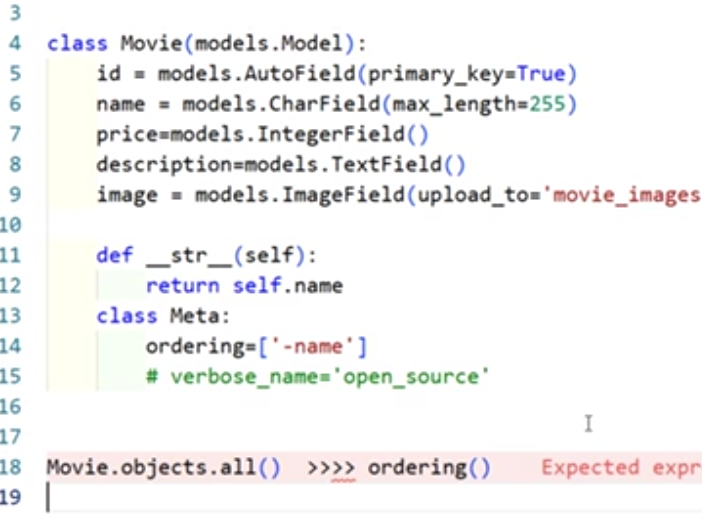 3
4 class Movie(models.Model):
5     id = models.AutoField(primary_key=True)
6     name = models.CharField(max_length=255)
7     price=models.IntegerField()
8     description=models.TextField()
9     image = models.ImageField(upload_to='movie_images
10
11     def __str__(self):
12         return self.name
13     class Meta:
14         ordering=['-name']
15         # verbose_name='open_source'
16
17
18 Movie.objects.all()  >>>> ordering()    Expected expr
19